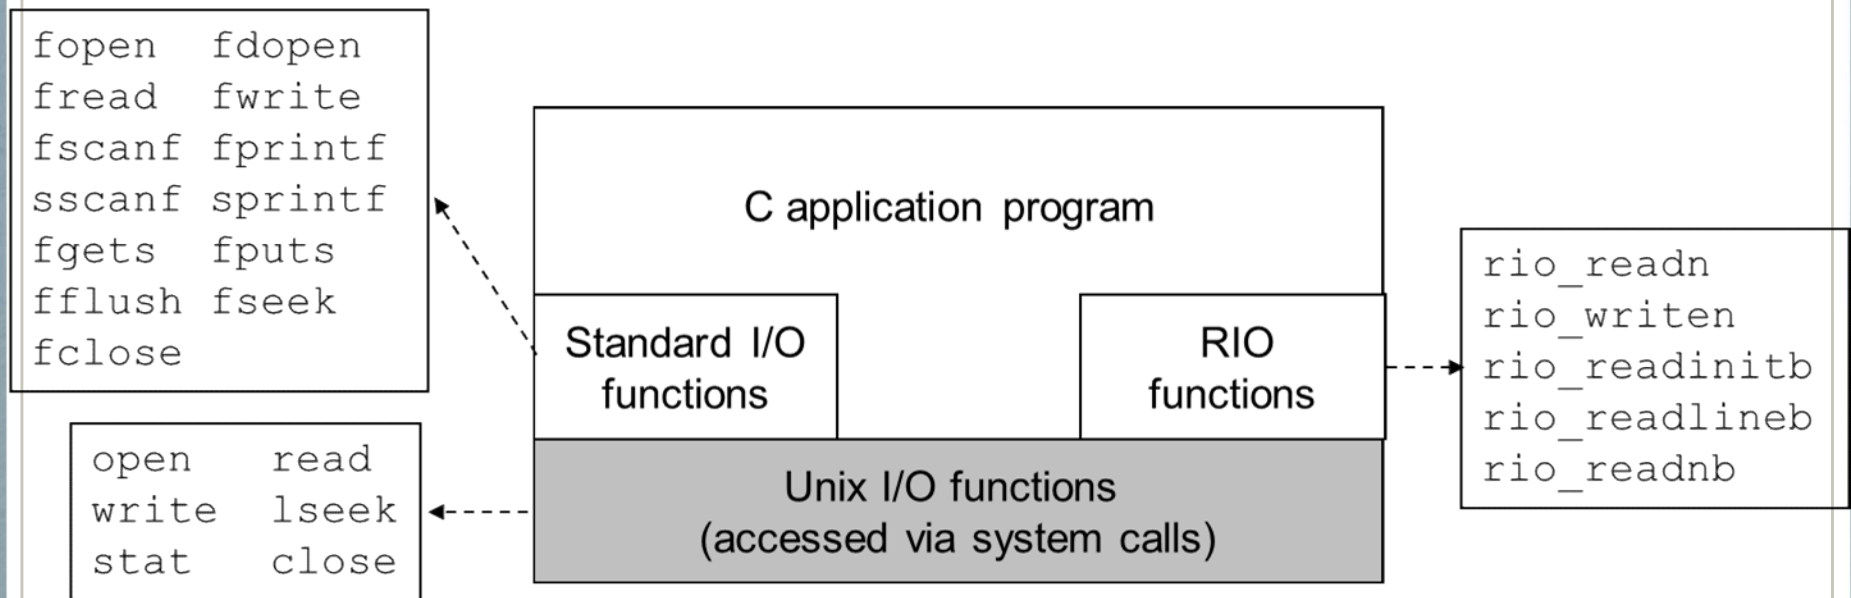 fopen fdopen
fread fwrite
fscanf fprintf
sscanf sprintf
fgets fputs
fflush fseek
fclose
C application program
Standard I/O
functions
RIO
functions
rio_readn
rio_writen
rio_readinitb
rio_readlineb
rio_readnb
open read
write lseek
stat close
Unix I/O functions
(accessed via system calls)